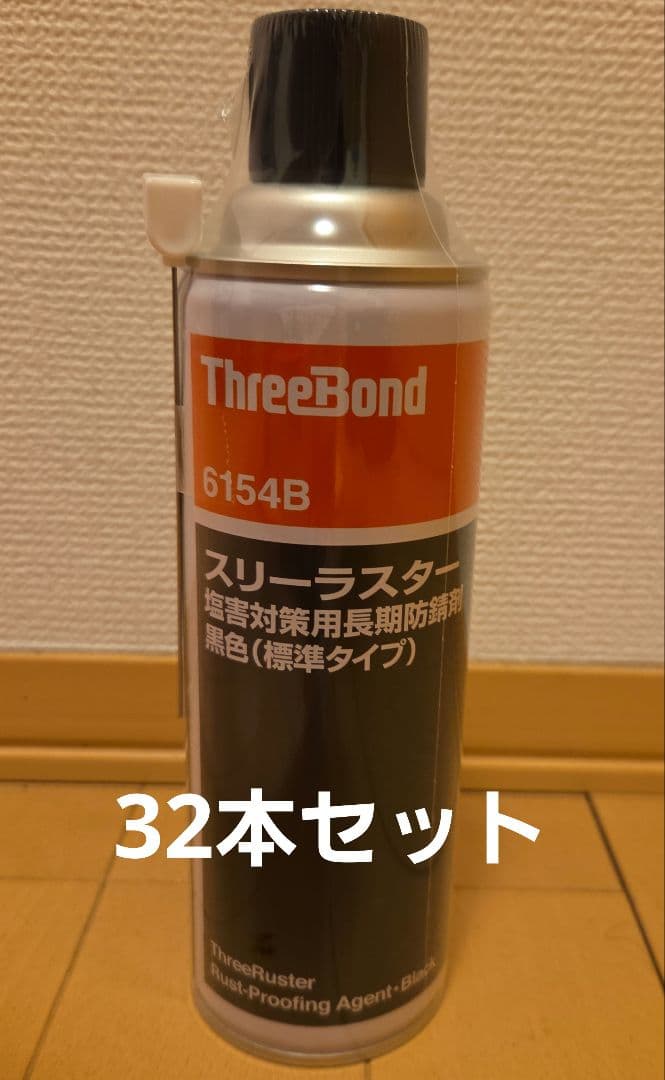 ThreeBond
6154B
スリーラスター
塩害対策用長期防錆剤
黒色(標準タイプ)
32本セット
ThreeRuster
Rust-Proofing Agent・Black